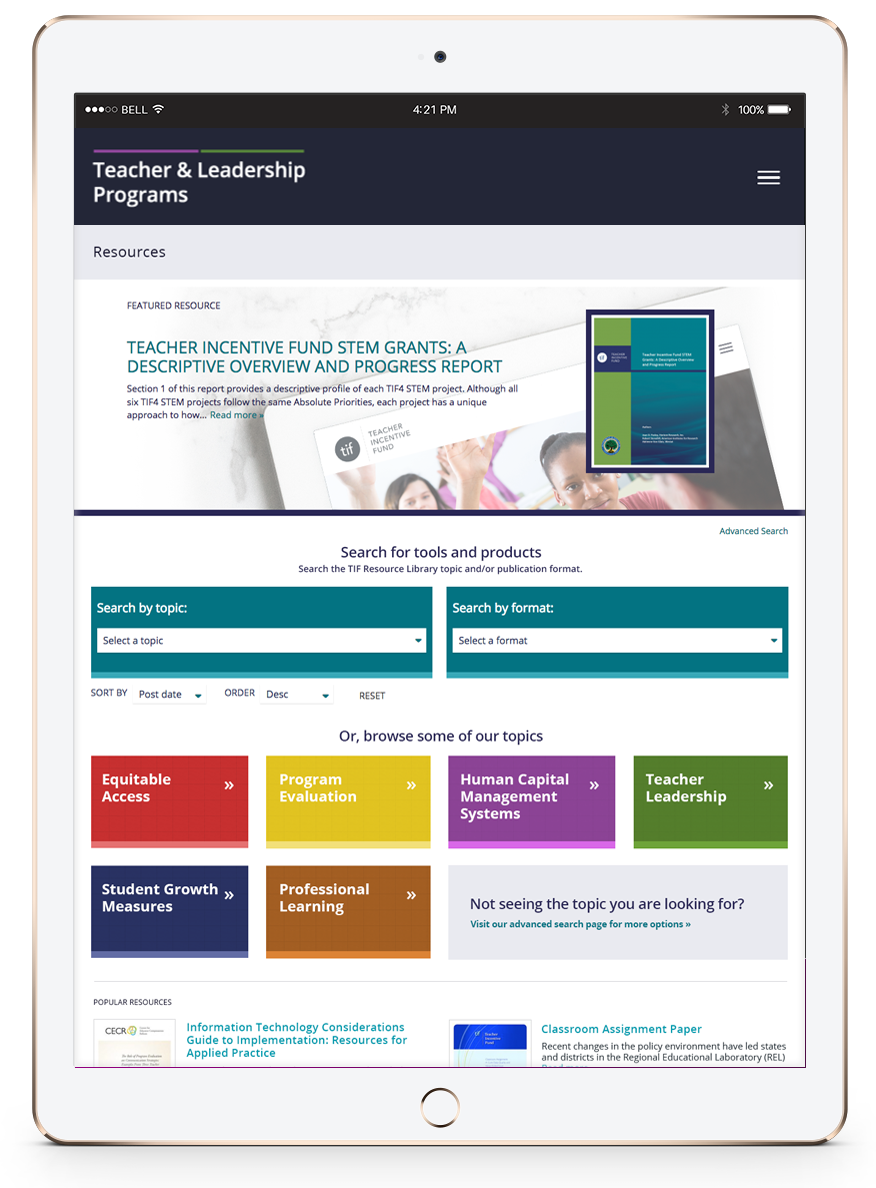 BELL
4:21 PM
100%
Teacher & Leadership
Programs
Resources
FEATURED RESOURCE
TEACHER INCENTIVE FUND STEM GRANTS: A
DESCRIPTIVE OVERVIEW AND PROGRESS REPORT
Section 1 of this report provides a descriptive profile of each TIF4 STEM project. Although all
six TIF4 STEM projects follow the same Absolute Priorities, each project has a unique
approach to how... Read more »
tif
TEACHER
INCENTIVE
FUND
tif
TEACHER
INCENTIVE
FUND
Teacher Incentive Fund STEM
Grants: A Descriptive Overview
and Progress Report
Advanced Search
Search for tools and products
Search the TIF Resource Library topic and/or publication format.
Search by topic:
Select a topic
Search by format:
Select a format
SORT BY Post date ORDER Desc RESET
Or, browse some of our topics
Equitable
Access
»
Program
Evaluation
»
Human Capital
Management
Systems
»
Teacher
Leadership
»
Student Growth
Measures
»
Professional
Learning
»
Not seeing the topic you are looking for?
Visit our advanced search page for more options »
POPULAR RESOURCES
CECR
Information Technology Considerations
Guide to Implementation: Resources for
Applied Practice
tif
Teacher
Incentive
Fund
Classroom Assignment Paper
Recent changes in the policy environment have led states
and districts in the Regional Educational Laboratory (REL)